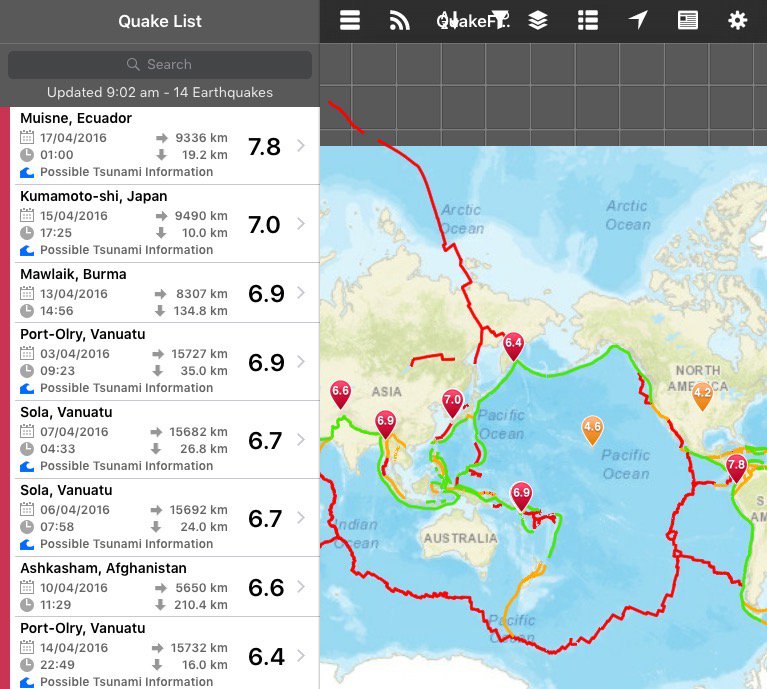 Quake List
Search
Updated 9:02 am - 14 Earthquakes
Muisne, Ecuador
17/04/2016 9336 km
01:00 19.2 km
7.8
Possible Tsunami Information
Kumamoto-shi, Japan
15/04/2016 9490 km
17:25 10.0 km
7.0
Possible Tsunami Information
Mawlaik, Burma
13/04/2016 8307 km
14:56 134.8 km
6.9
Port-Olry, Vanuatu
03/04/2016 15727 km
09:23 35.0 km
6.9
Possible Tsunami Information
Sola, Vanuatu
07/04/2016 15682 km
04:33 26.8 km
6.7
Possible Tsunami Information
Sola, Vanuatu
06/04/2016 15692 km
07:58 24.0 km
6.7
Possible Tsunami Information
Ashkasham, Afghanistan
10/04/2016 5650 km
11:29 210.4 km
6.6
Port-Olry, Vanuatu
14/04/2016 15732 km
22:49 16.0 km
6.4
Possible Tsunami Information
Arctic
Ocean
Arctic
Ocean
6.4
NORTH
AMERICA
4.2
ASIA
6.6
7.0
6.9
Pacific
Ocean
4.6
Pacific
Ocean
7.8
6.9
Indian
Ocean
AUSTRALIA
Pacific
Ocean